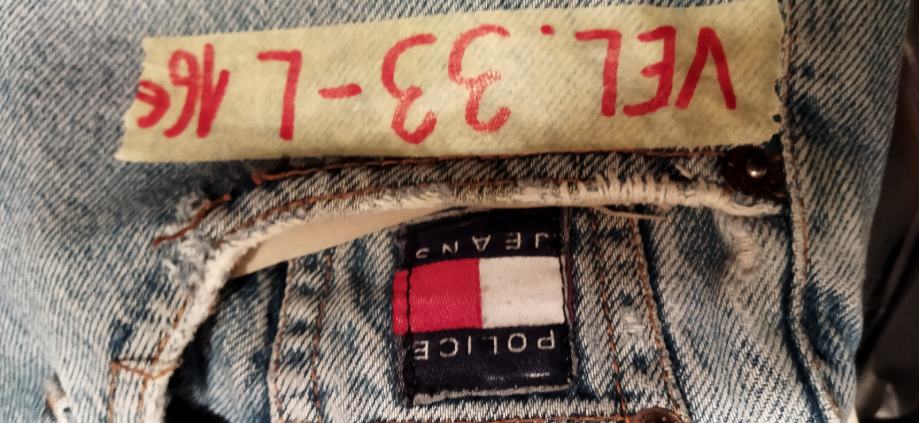 POLICE
JEANS
VEL. 33-L 16€